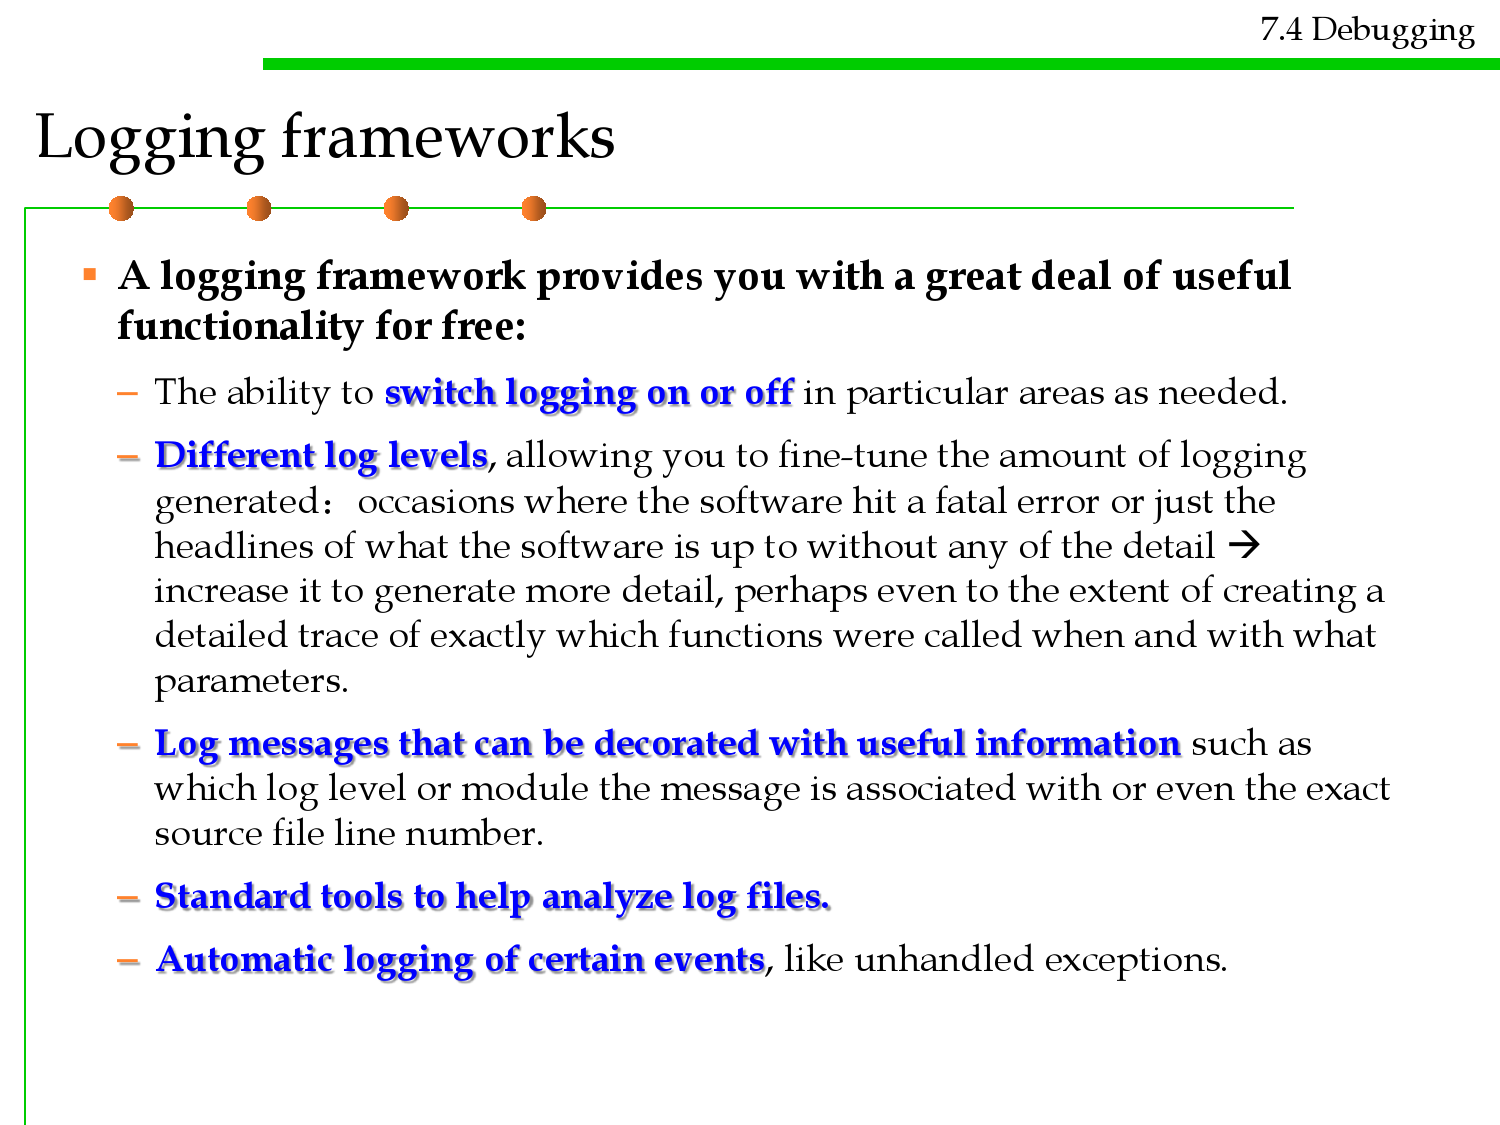 7.4 Debugging
Logging frameworks
▪ A logging framework provides you with a great deal of useful
functionality for free:
– The ability to switch logging on or off in particular areas as needed.
– Different log levels, allowing you to fine-tune the amount of logging
generated：occasions where the software hit a fatal error or just the
headlines of what the software is up to without any of the detail →
increase it to generate more detail, perhaps even to the extent of creating a
detailed trace of exactly which functions were called when and with what
parameters.
– Log messages that can be decorated with useful information such as
which log level or module the message is associated with or even the exact
source file line number.
– Standard tools to help analyze log files.
– Automatic logging of certain events, like unhandled exceptions.